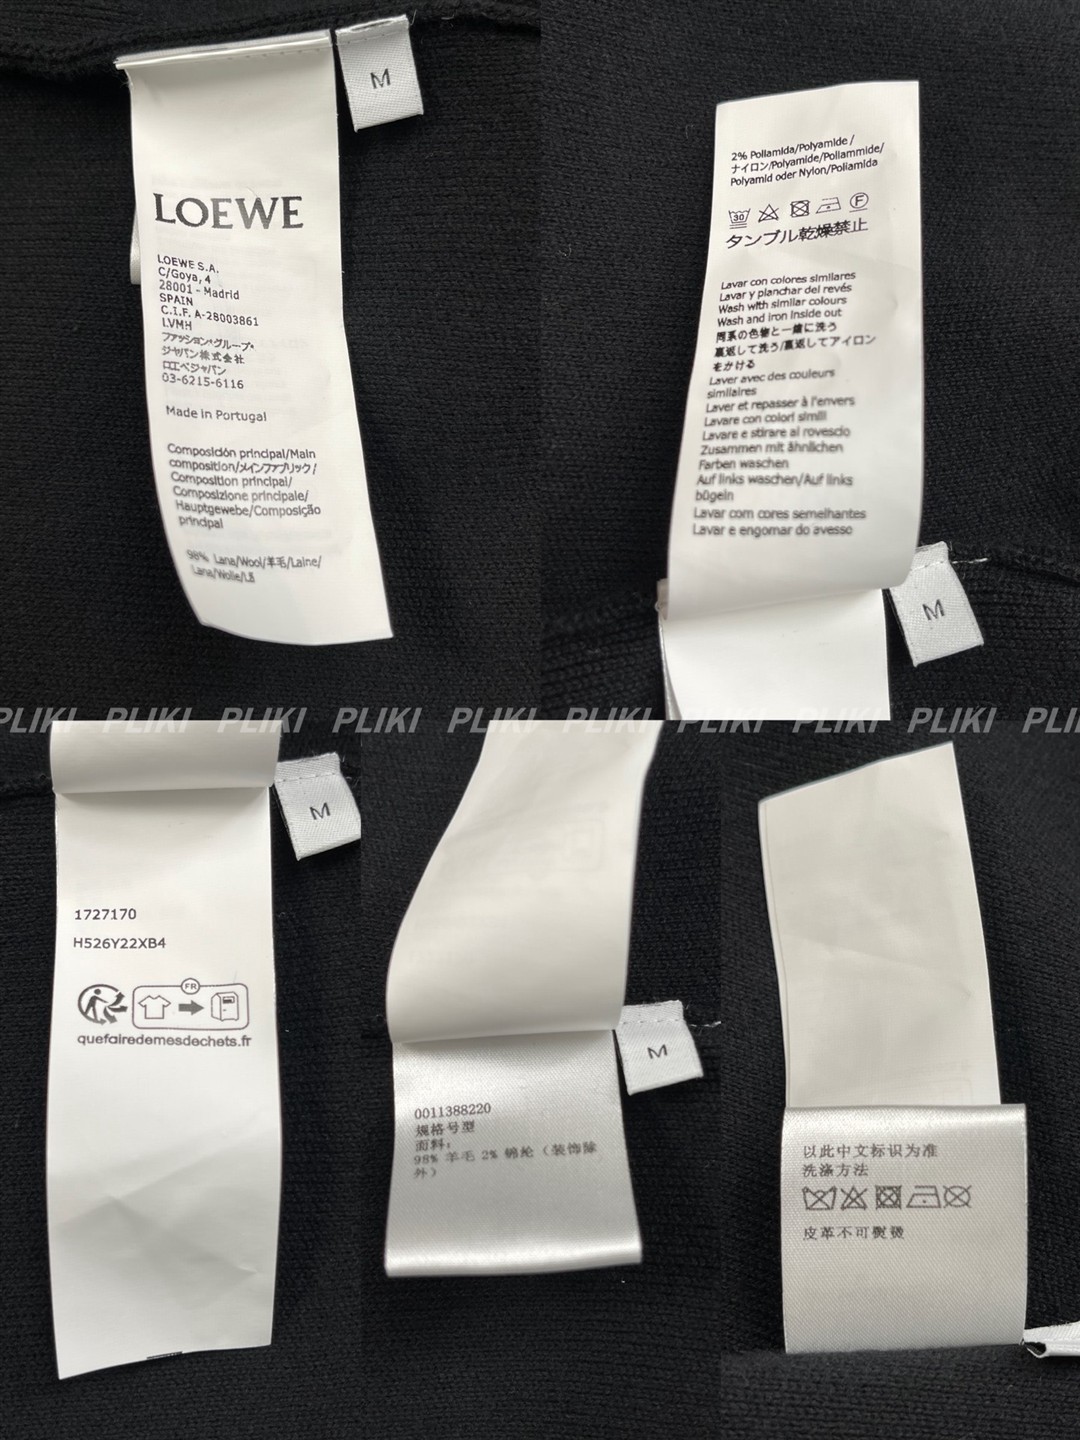 M
LOEWE
LOEWE S.A.
C/Goya, 4
28001 - Madrid
SPAIN
C.I.F. A-28003861
LVMH
ファッション・グループ・
ジャパン株式会社
ロエベジャパン
03-6215-6116
Made in Portugal
Composición principal/Main
composition/メインファブリック/
Composition principal/
Composizione principale/
Hauptgewebe/Composição
principal
98% Lana/Wool/羊毛/Laine/
Lana/Wolle/Lã
2% Poliamida/Polyamide/
ナイロン/Polyamide/Poliammide/
Polyamid oder Nylon/Poliamida
30
F
タンブル乾燥禁止
Lavar con colores similares
Lavar y planchar del revés
Wash with similar colours
Wash and iron inside out
同系の色物と一緒に洗う
裏返して洗う/裏返してアイロン
をかける
Laver avec des couleurs
similaires
Laver et repasser à l'envers
Lavare con colori simili
Lavare e stirare al rovescio
Zusammen mit ähnlichen
Farben waschen
Auf links waschen/Auf links
bügeln
Lavar com cores semelhantes
Lavar e engomar do avesso
M
PLIKI PLIKI PLIKI PLIKI PLIKI PLIKI PLIKI PLIKI PLIKI PLI
M
1727170
H526Y22XB4
FR
quefairedemesdechets.fr
M
0011388220
规格号型
面料:
98% 羊毛 2% 锦纶（装饰除
外）
以此中文标识为准
洗涤方法
皮革不可熨烫